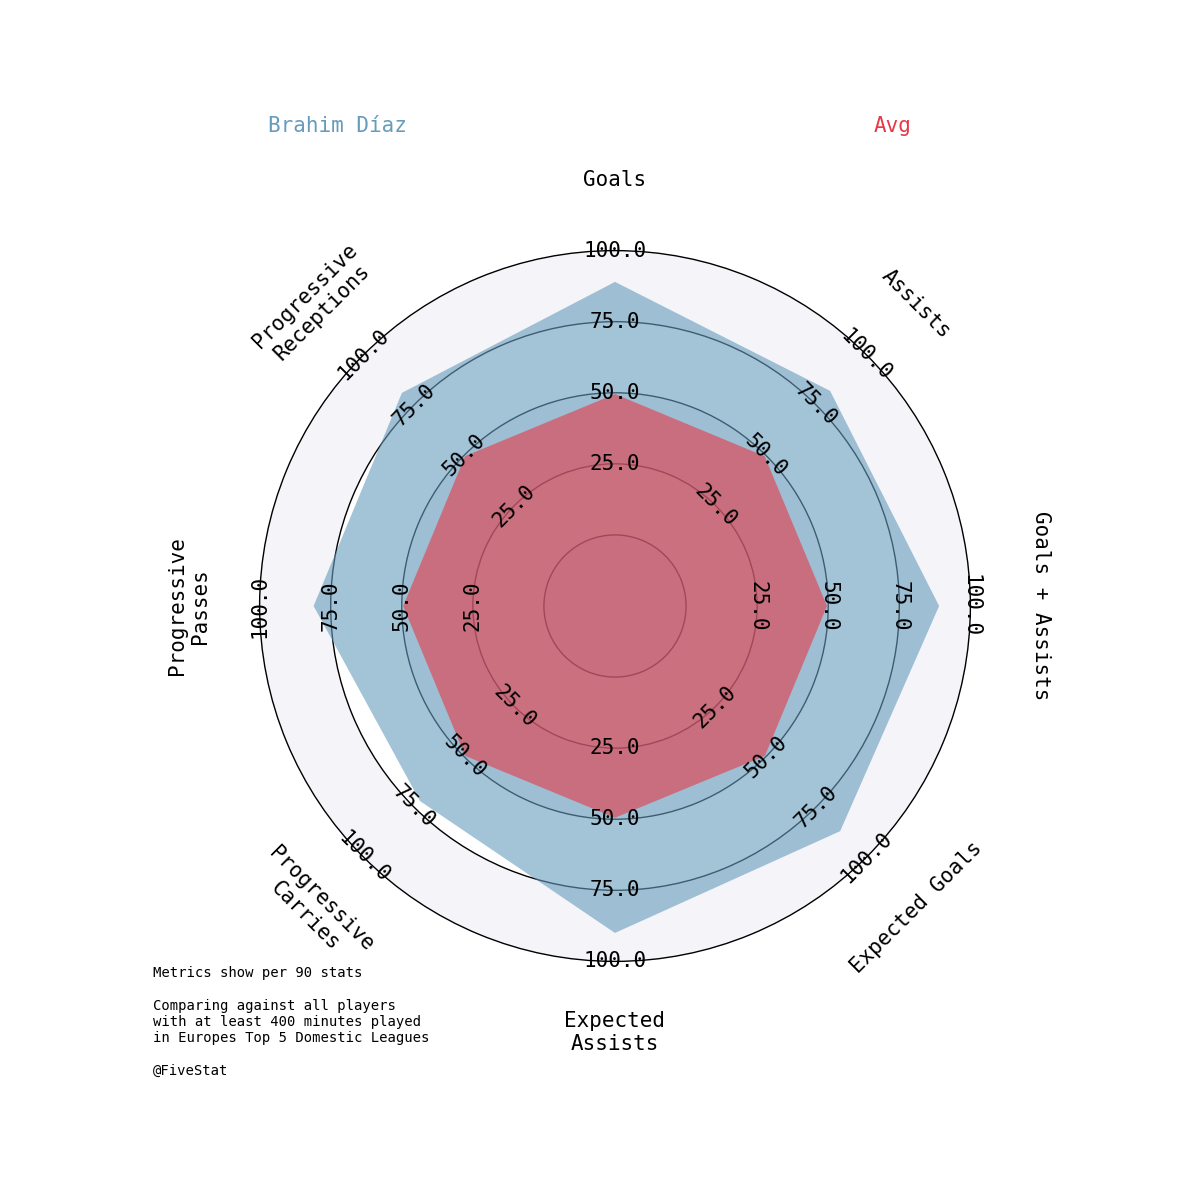 Brahim Díaz
Avg
Goals
Assists
Goals + Assists
Expected Goals
Expected
Assists
Progressive
Carries
Progressive
Passes
Progressive
Receptions
25.0
50.0
75.0
100.0
25.0
50.0
75.0
100.0
25.0
50.0
75.0
100.0
25.0
50.0
75.0
100.0
25.0
50.0
75.0
100.0
25.0
50.0
75.0
100.0
25.0
50.0
75.0
100.0
25.0
50.0
75.0
100.0
Metrics show per 90 stats
Comparing against all players
with at least 400 minutes played
in Europes Top 5 Domestic Leagues
@FiveStat